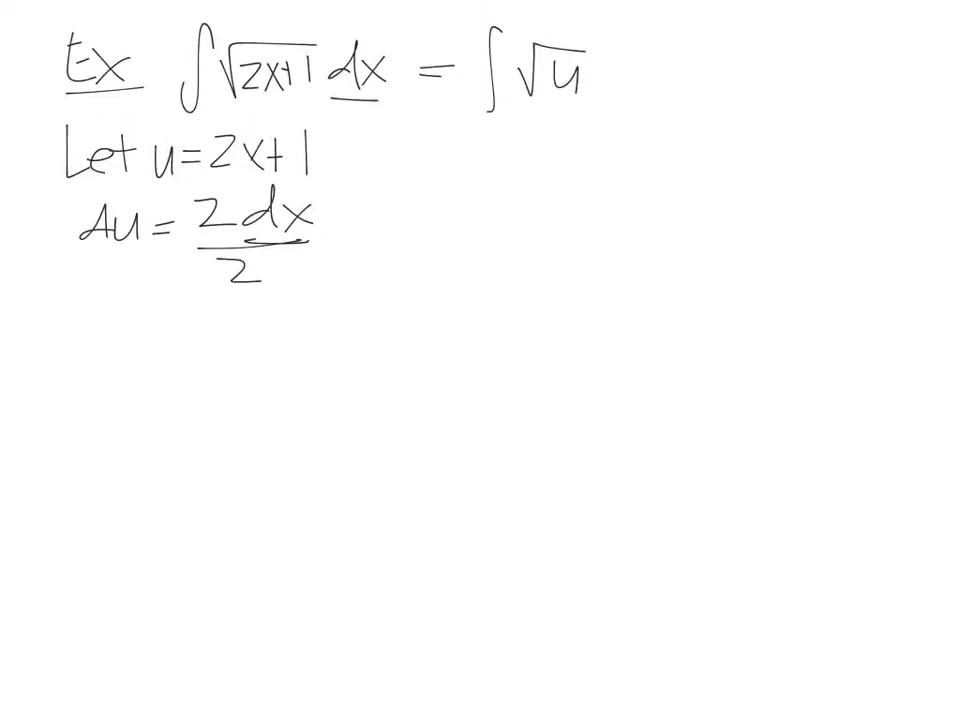 Ex ∫√(2x+1) dx = ∫√u
Let u = 2x+1
du = 2dx/2